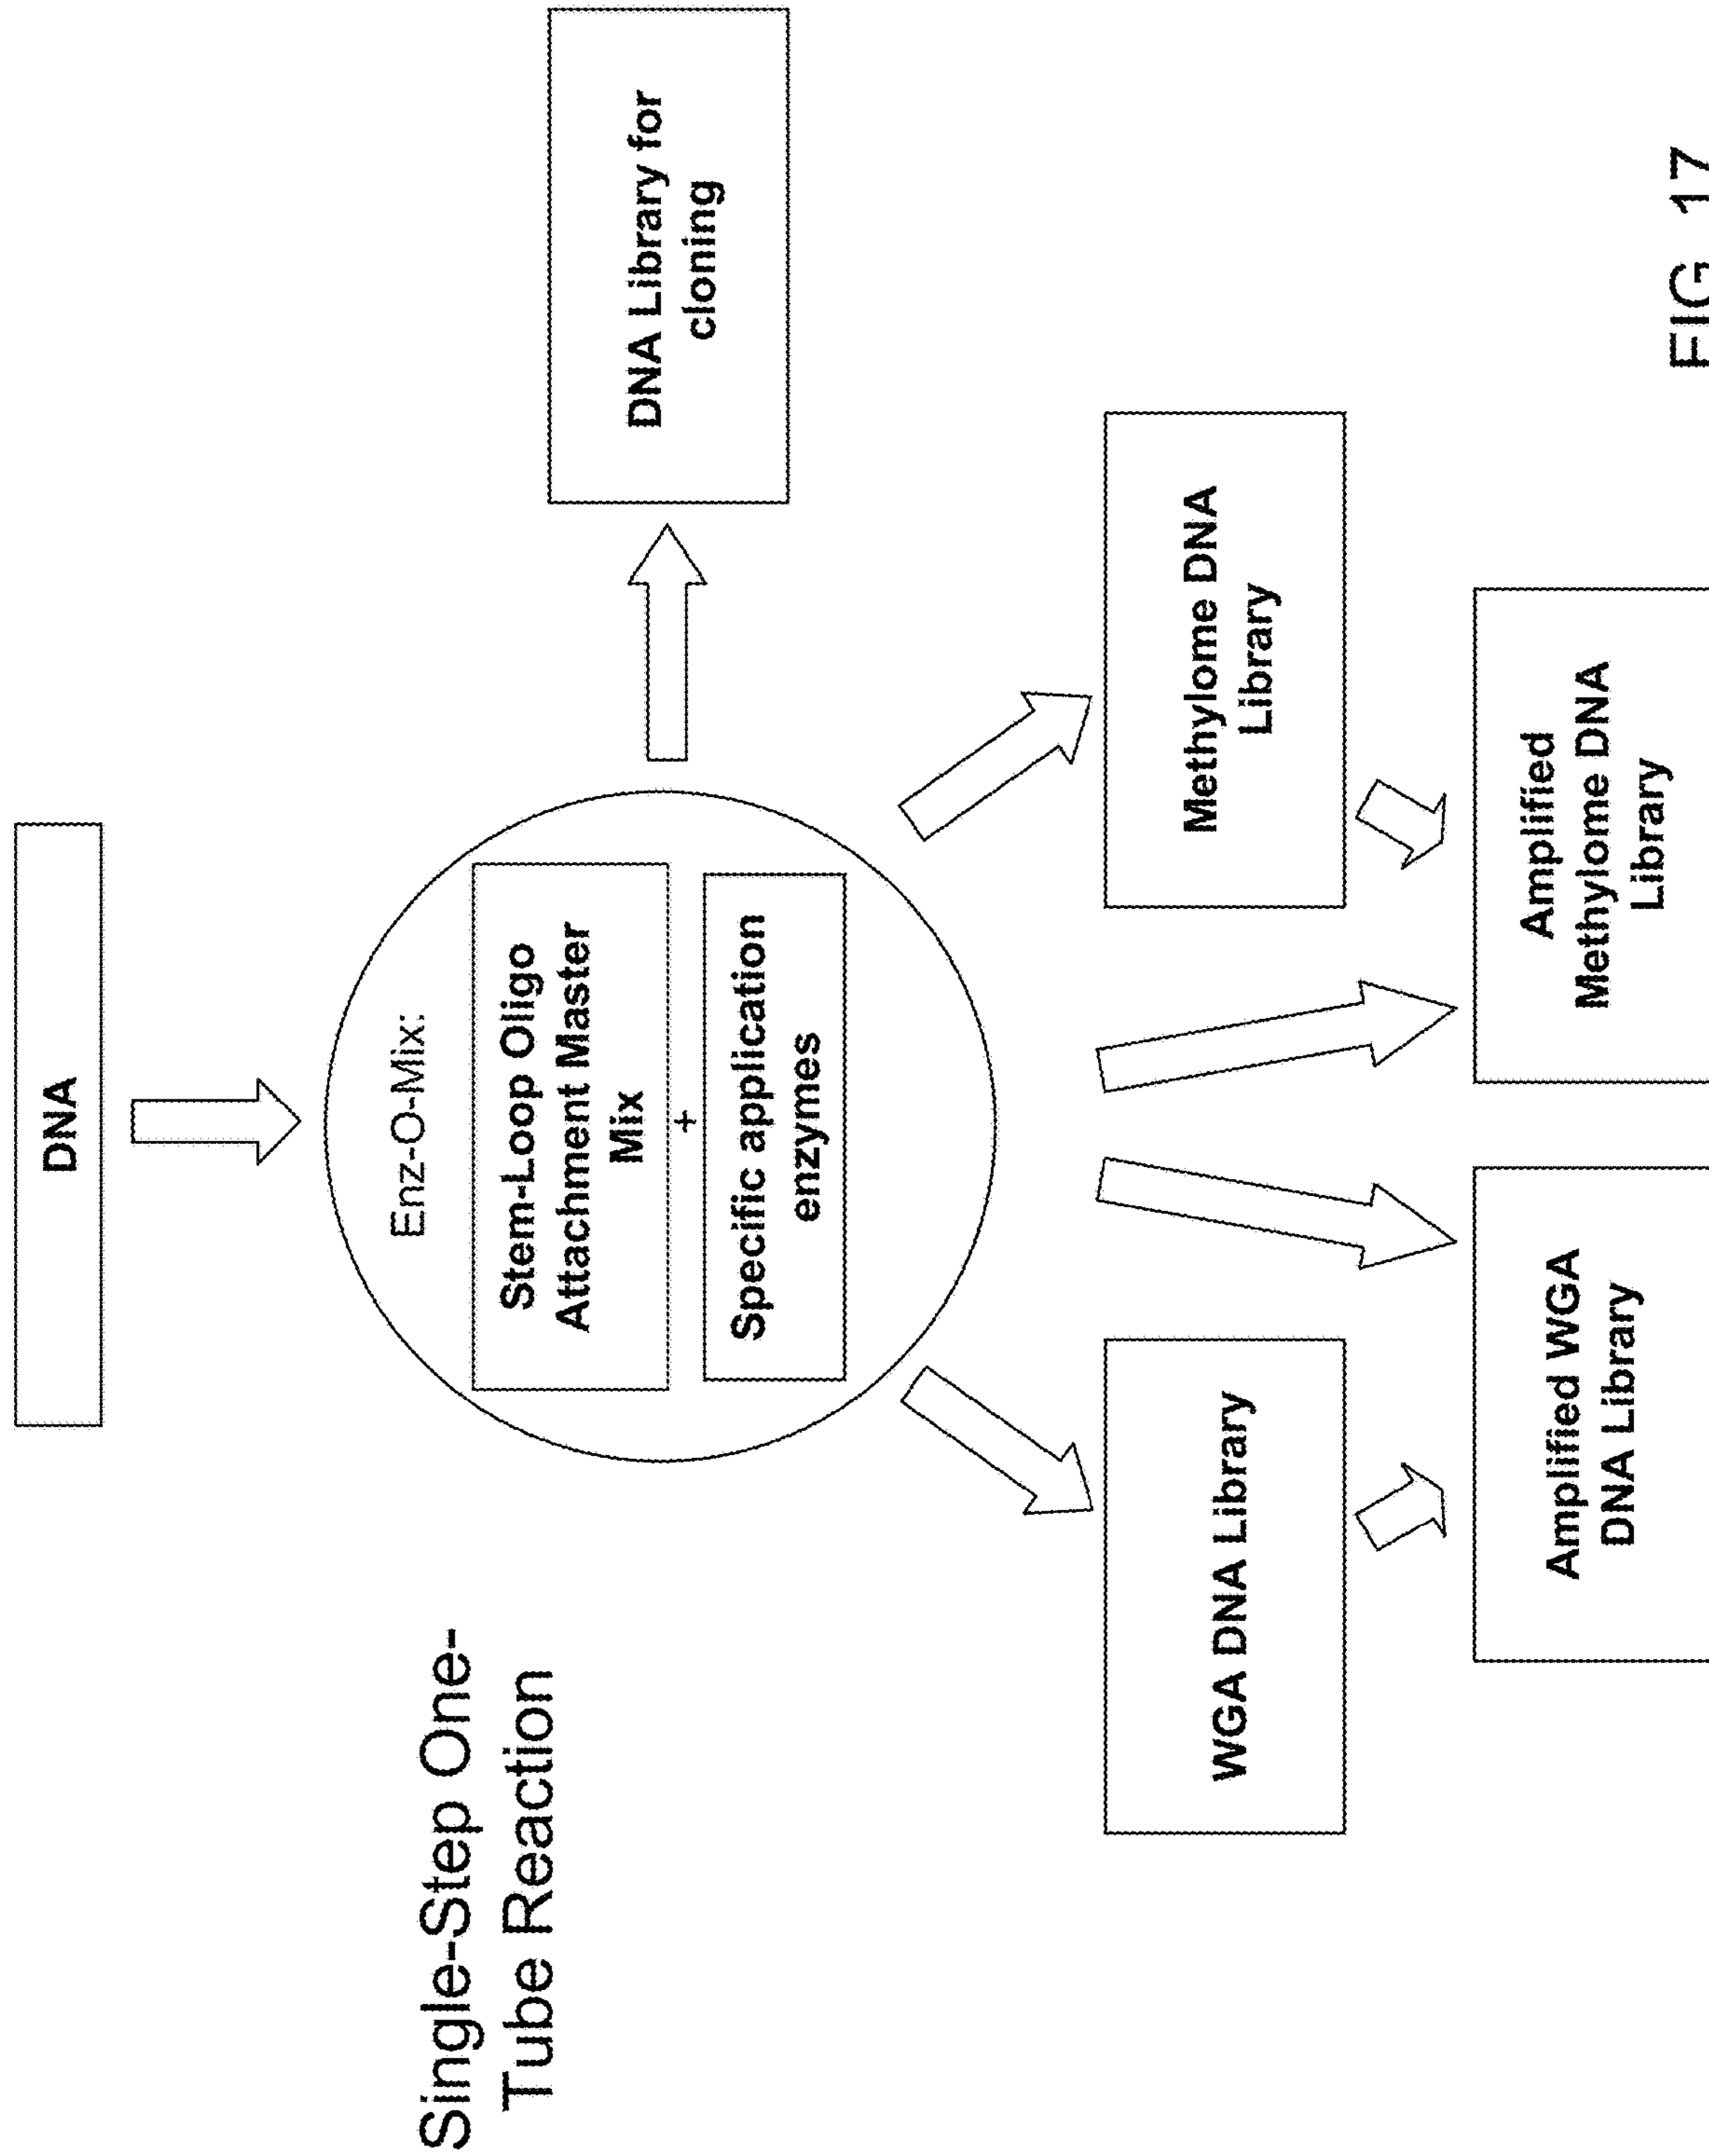 DNA
Single-Step One-
Tube Reaction
Enz-O-Mix:
Stem-Loop Oligo
Attachment Master
Mix
+
Specific application
enzymes
DNA Library for
cloning
WGA DNA Library
Methylome DNA
Library
Amplified WGA
DNA Library
Amplified
Methylome DNA
Library
FIG 17